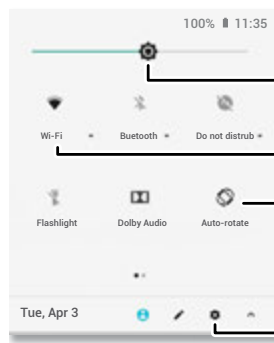 100% 11:35
Wi-Fi Buetooth Do not distrub
Flashlight Dolby Audio Auto-rotate
Tue, Apr 3